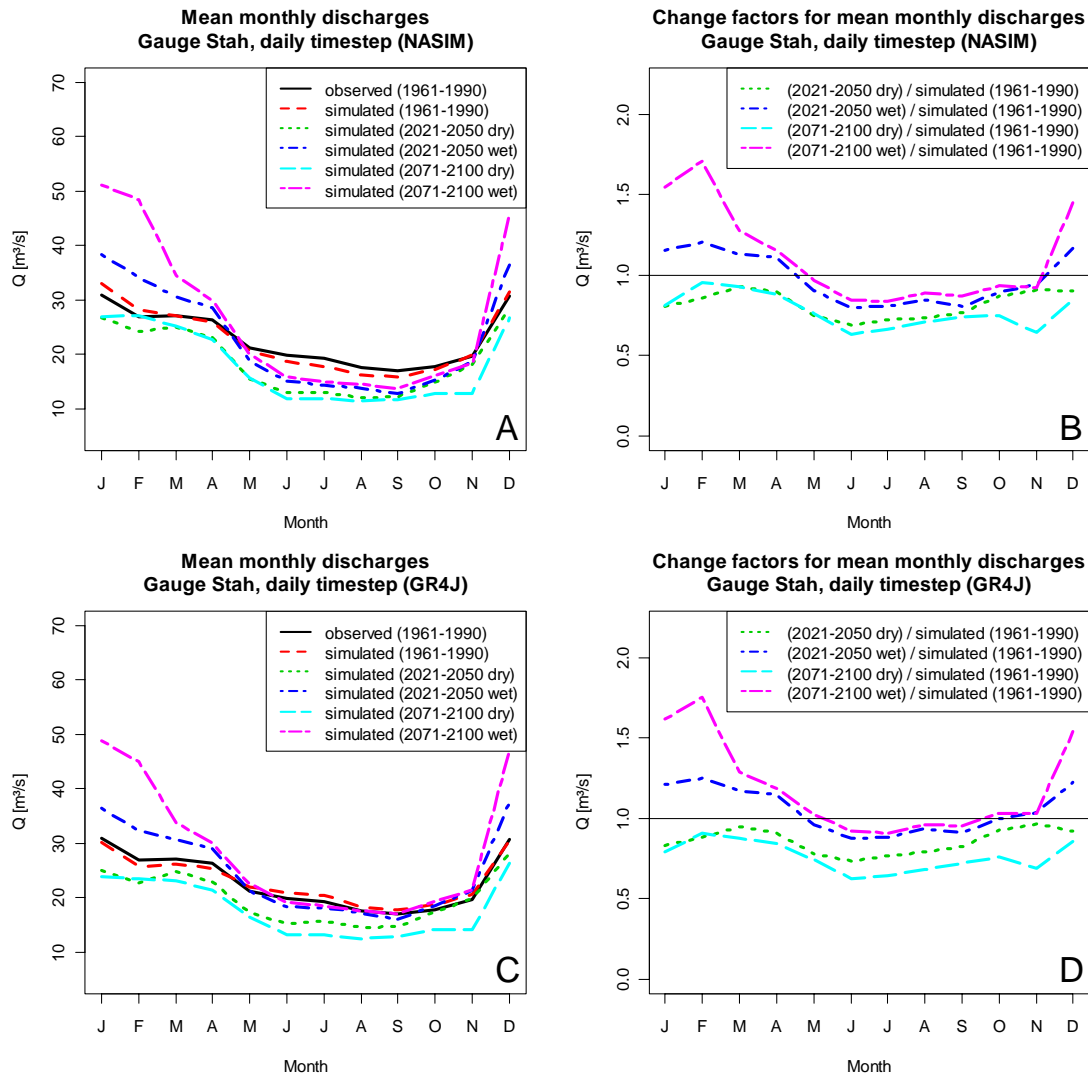 Mean monthly discharges
Gauge Stah, daily timestep (NASIM)
observed (1961-1990)
simulated (1961-1990)
simulated (2021-2050 dry)
simulated (2021-2050 wet)
simulated (2071-2100 dry)
simulated (2071-2100 wet)
70
60
50
40
30
20
10
Q [m³/s]
A
J F M A M J J A S O N D
Month
Change factors for mean monthly discharges
Gauge Stah, daily timestep (NASIM)
(2021-2050 dry) / simulated (1961-1990)
(2021-2050 wet) / simulated (1961-1990)
(2071-2100 dry) / simulated (1961-1990)
(2071-2100 wet) / simulated (1961-1990)
2.0
1.5
1.0
0.5
0.0
Q [m³/s]
B
J F M A M J J A S O N D
Month
Mean monthly discharges
Gauge Stah, daily timestep (GR4J)
observed (1961-1990)
simulated (1961-1990)
simulated (2021-2050 dry)
simulated (2021-2050 wet)
simulated (2071-2100 dry)
simulated (2071-2100 wet)
70
60
50
40
30
20
10
Q [m³/s]
C
J F M A M J J A S O N D
Month
Change factors for mean monthly discharges
Gauge Stah, daily timestep (GR4J)
(2021-2050 dry) / simulated (1961-1990)
(2021-2050 wet) / simulated (1961-1990)
(2071-2100 dry) / simulated (1961-1990)
(2071-2100 wet) / simulated (1961-1990)
2.0
1.5
1.0
0.5
0.0
Q [m³/s]
D
J F M A M J J A S O N D
Month